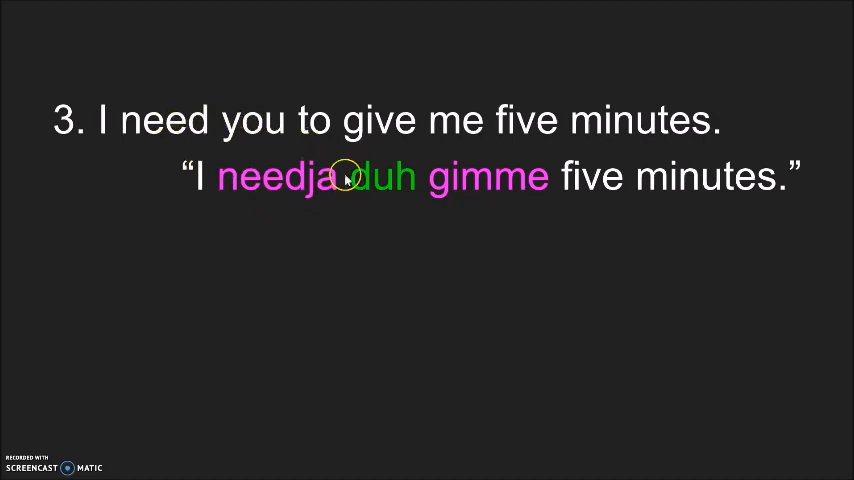 3. I need you to give me five minutes.
“I needja duh gimme five minutes.”
RECORDED WITH
SCREENCAST MATIC